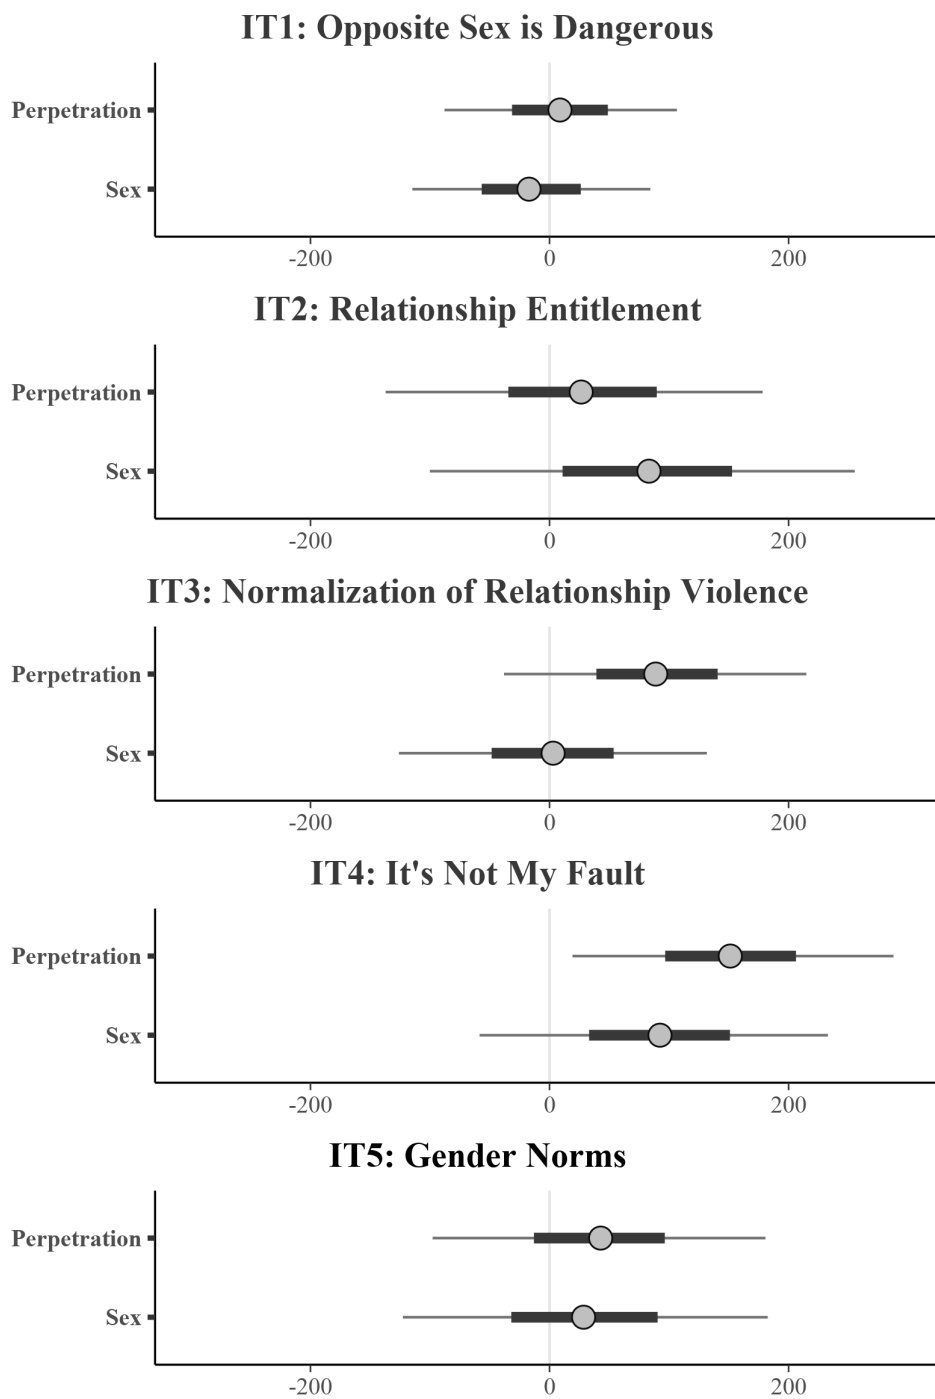 IT1: Opposite Sex is Dangerous
Perpetration
Sex
-200 0 200
IT2: Relationship Entitlement
Perpetration
Sex
-200 0 200
IT3: Normalization of Relationship Violence
Perpetration
Sex
-200 0 200
IT4: It's Not My Fault
Perpetration
Sex
-200 0 200
IT5: Gender Norms
Perpetration
Sex
-200 0 200